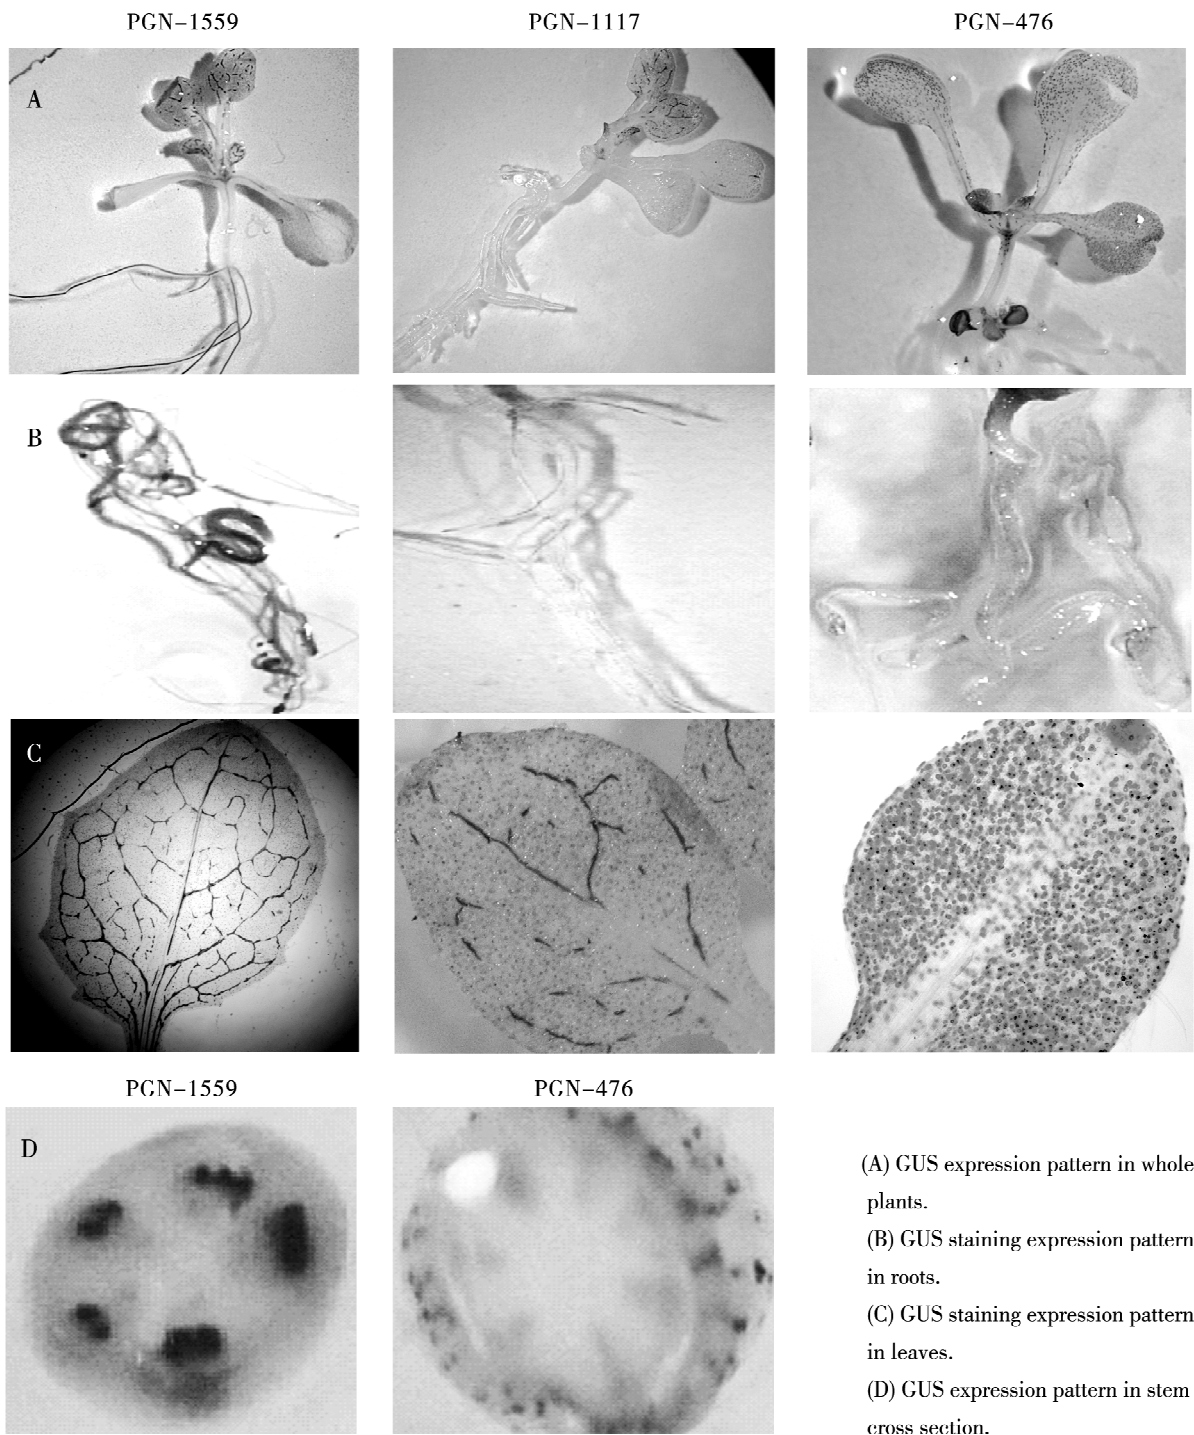 PGN-1559 PGN-1117 PGN-476
A
B
C
PGN-1559 PGN-476
D
(A) GUS expression pattern in whole
plants.
(B) GUS staining expression pattern
in roots.
(C) GUS staining expression pattern
in leaves.
(D) GUS expression pattern in stem
cross section.